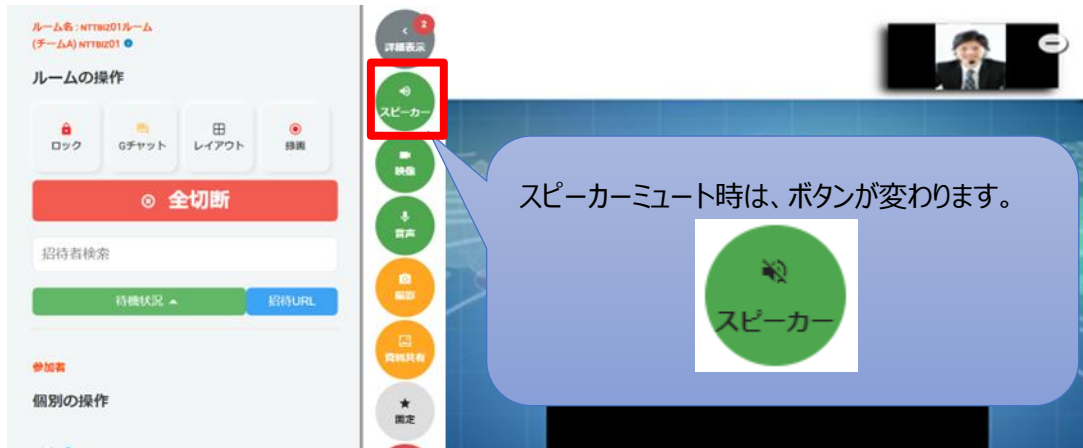 ルーム名 : NTTBIZ01ルーム
(チームA) NTTBIZ01
ルームの操作
ロック
Gチャット
レイアウト
録画
全切断
招待者検索
待機状況
招待URL
参加者
個別の操作
2
詳細表示
スピーカー
映像
音声
撮影
資料共有
固定
スピーカーミュート時は、ボタンが変わります。
スピーカー